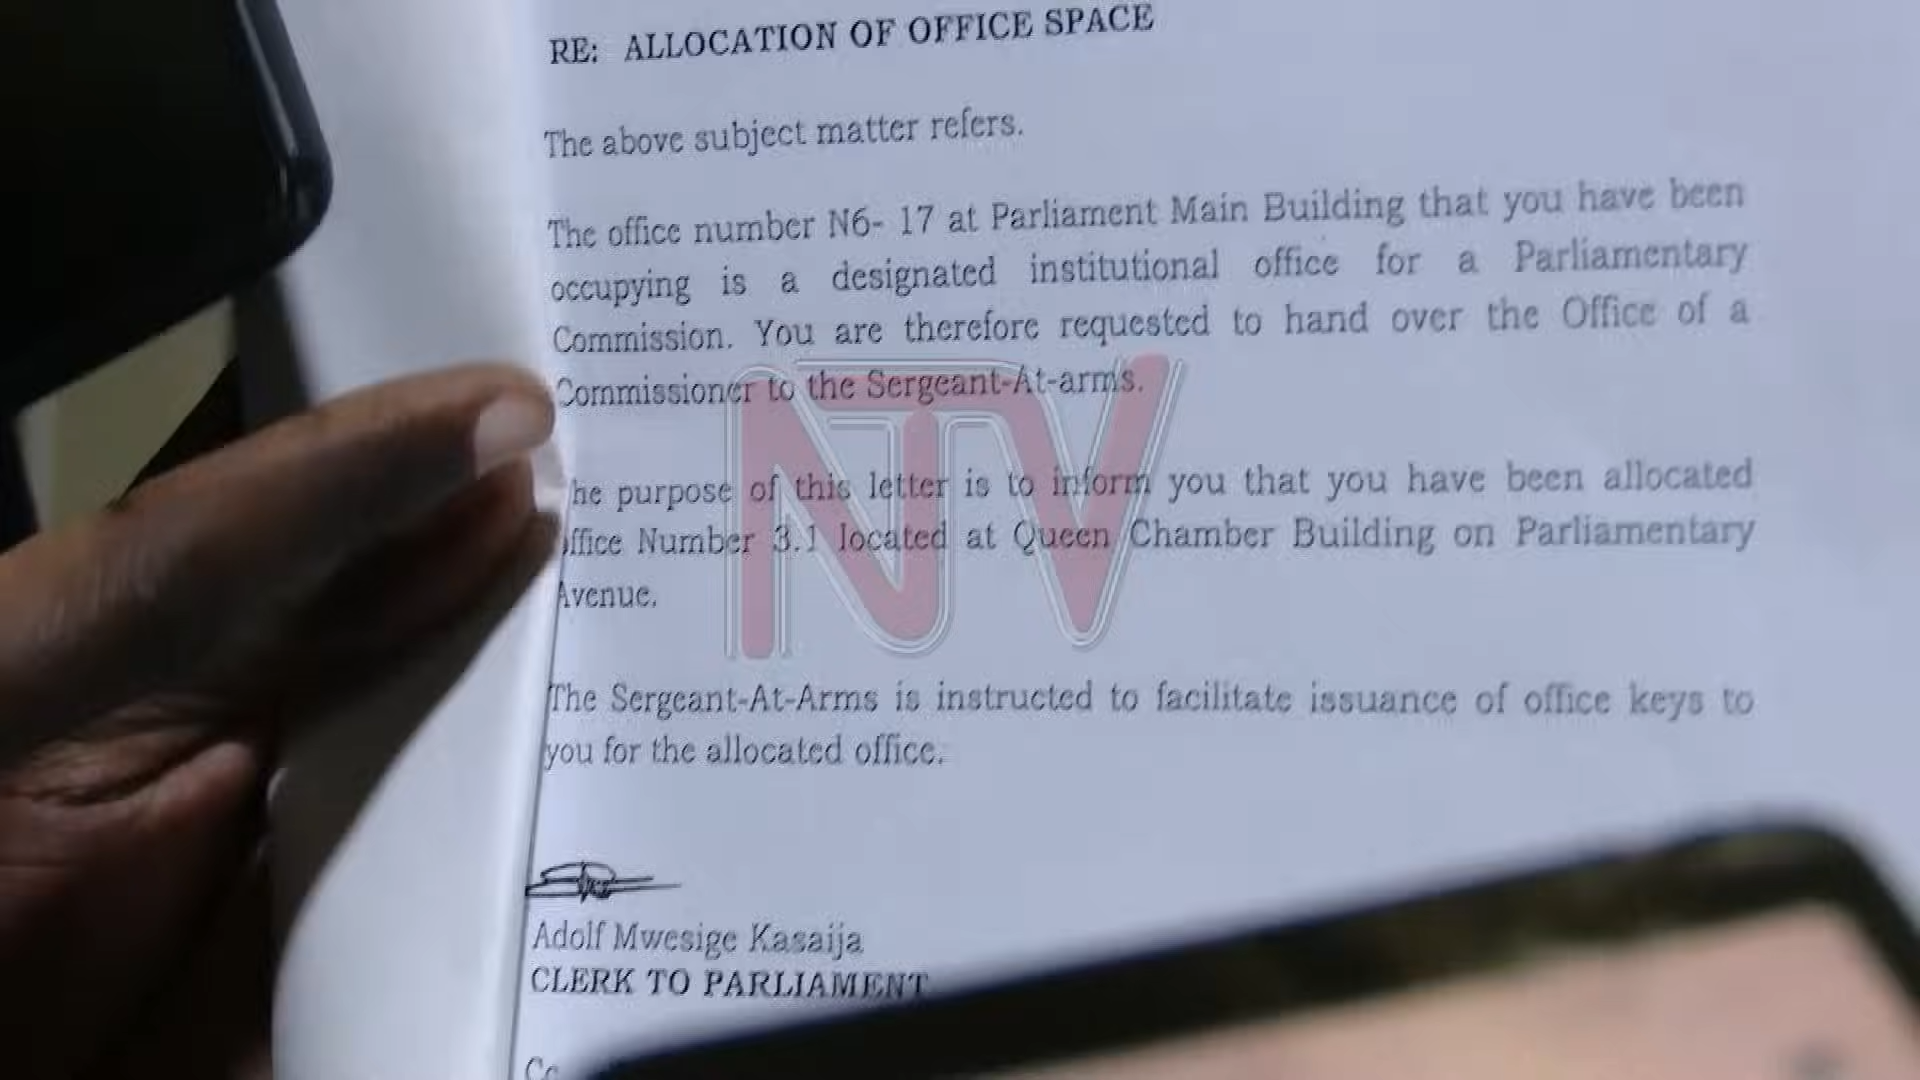 RE: ALLOCATION OF OFFICE SPACE
The above subject matter refers.
The office number N6- 17 at Parliament Main Building that you have been
occupying is a designated institutional office for a Parliamentary
Commission. You are therefore requested to hand over the Office of a
Commissioner to the Sergeant-At-arms.
he purpose of this letter is to inform you that you have been allocated
ffice Number 3.1 located at Queen Chamber Building on Parliamentary
Avenue.
NTV
The Sergeant-At-Arms is instructed to facilitate issuance of office keys to
you for the allocated office.
Adolf Mwesige Kasaija
CLERK TO PARLIAMENT